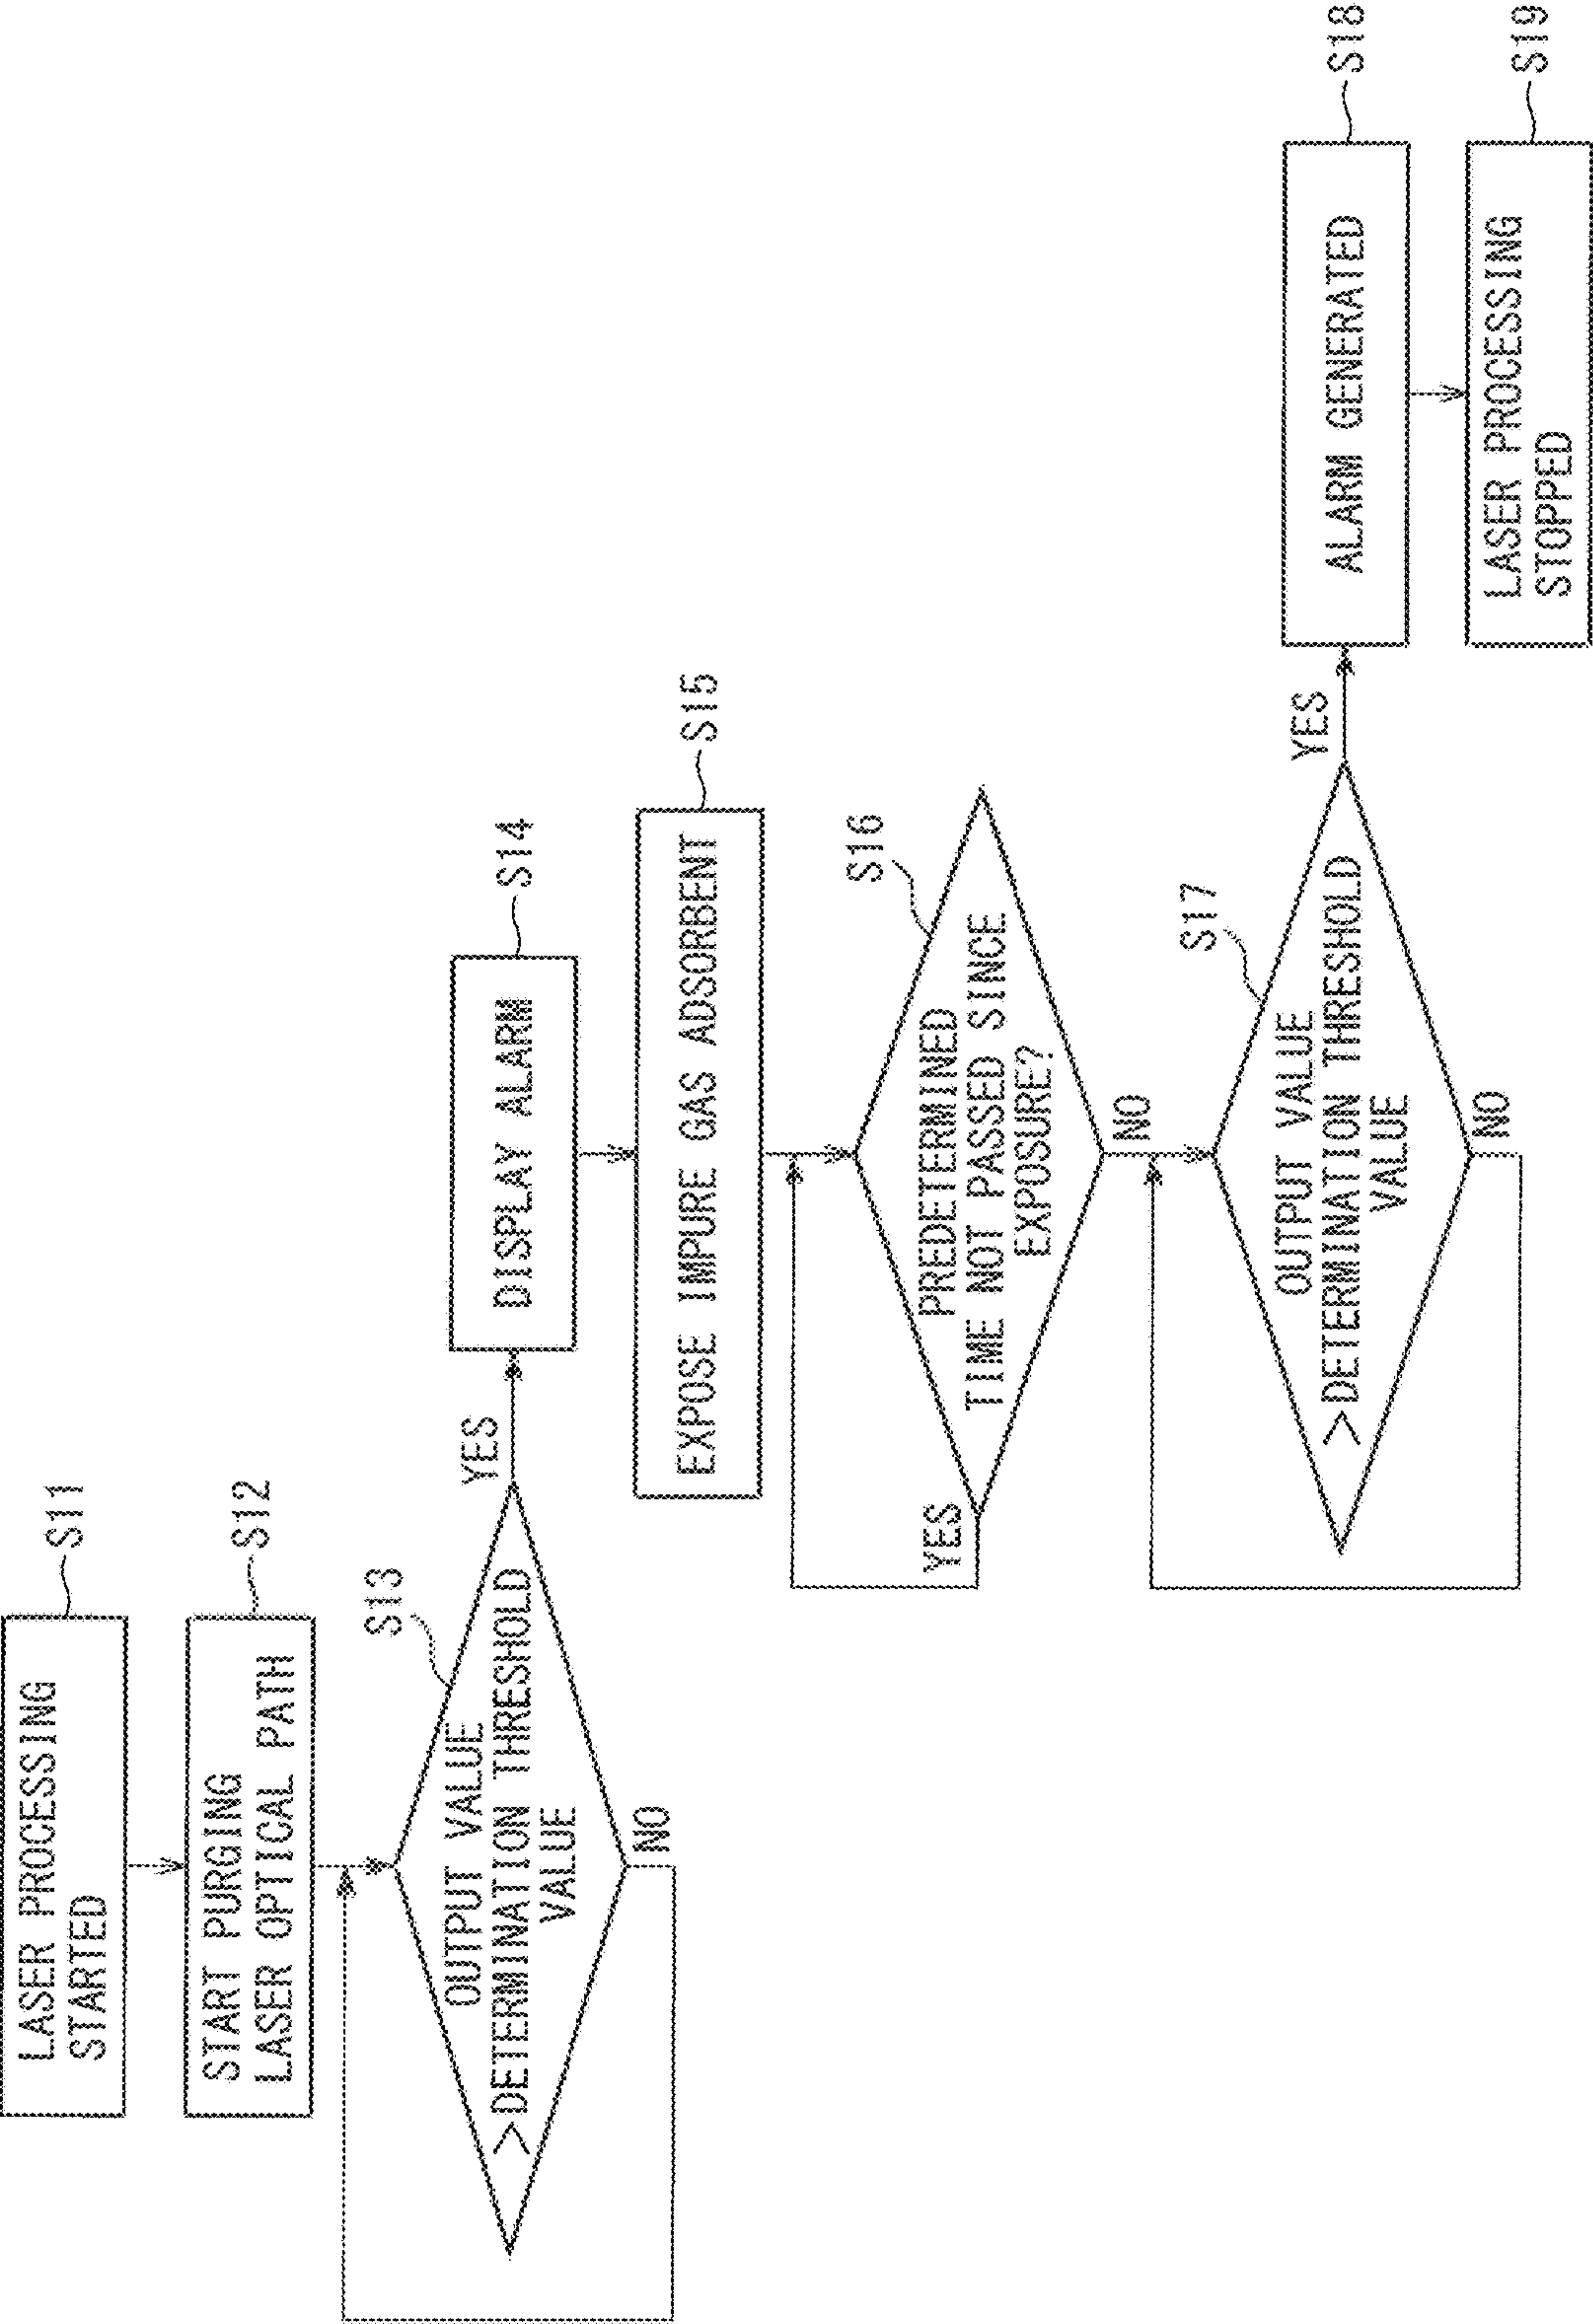 LASER PROCESSING
STARTED
S11
START PURGING
LASER OPTICAL PATH
S12
S13
OUTPUT VALUE
>DETERMINATION THRESHOLD
VALUE
YES
NO
DISPLAY ALARM
S14
EXPOSE IMPURE GAS ADSORBENT
S15
S16
PREDETERMINED
TIME NOT PASSED SINCE
EXPOSURE?
YES
NO
S17
OUTPUT VALUE
>DETERMINATION THRESHOLD
VALUE
YES
NO
ALARM GENERATED
S18
LASER PROCESSING
STOPPED
S19